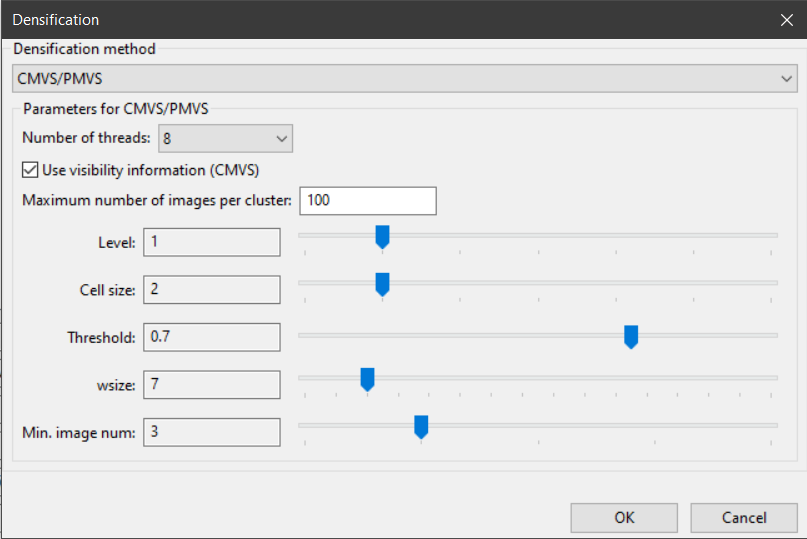 Densification
Densification method
CMVS/PMVS
Parameters for CMVS/PMVS
Number of threads: 8
Use visibility information (CMVS)
Maximum number of images per cluster: 100
Level: 1
Cell size: 2
Threshold: 0.7
wsize: 7
Min. image num: 3
OK Cancel